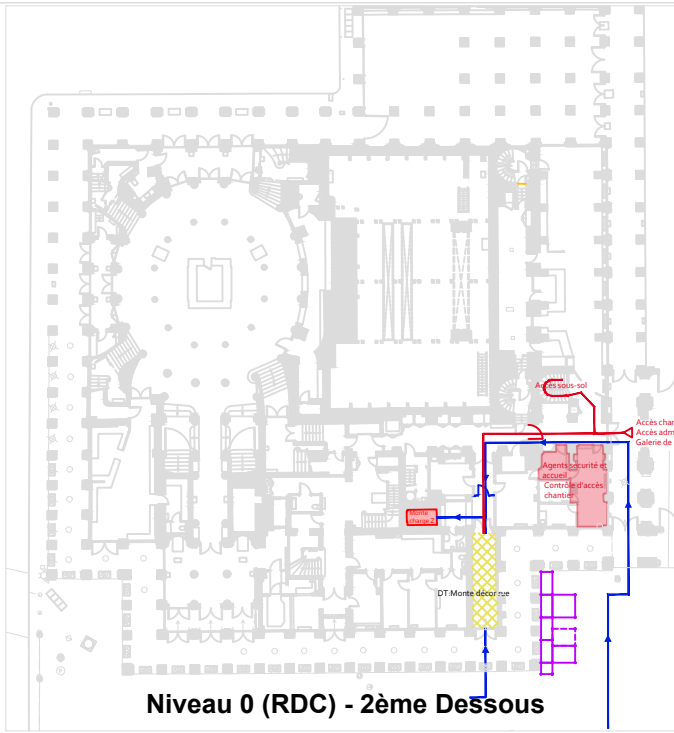 Accès sous-sol
Accès char
Accès adm
Galerie de
Agents sécurité et
accueil
Contrôle d'accès
chantier
Monte
charge 2
DT:Monte décor rue
Niveau 0 (RDC) - 2ème Dessous